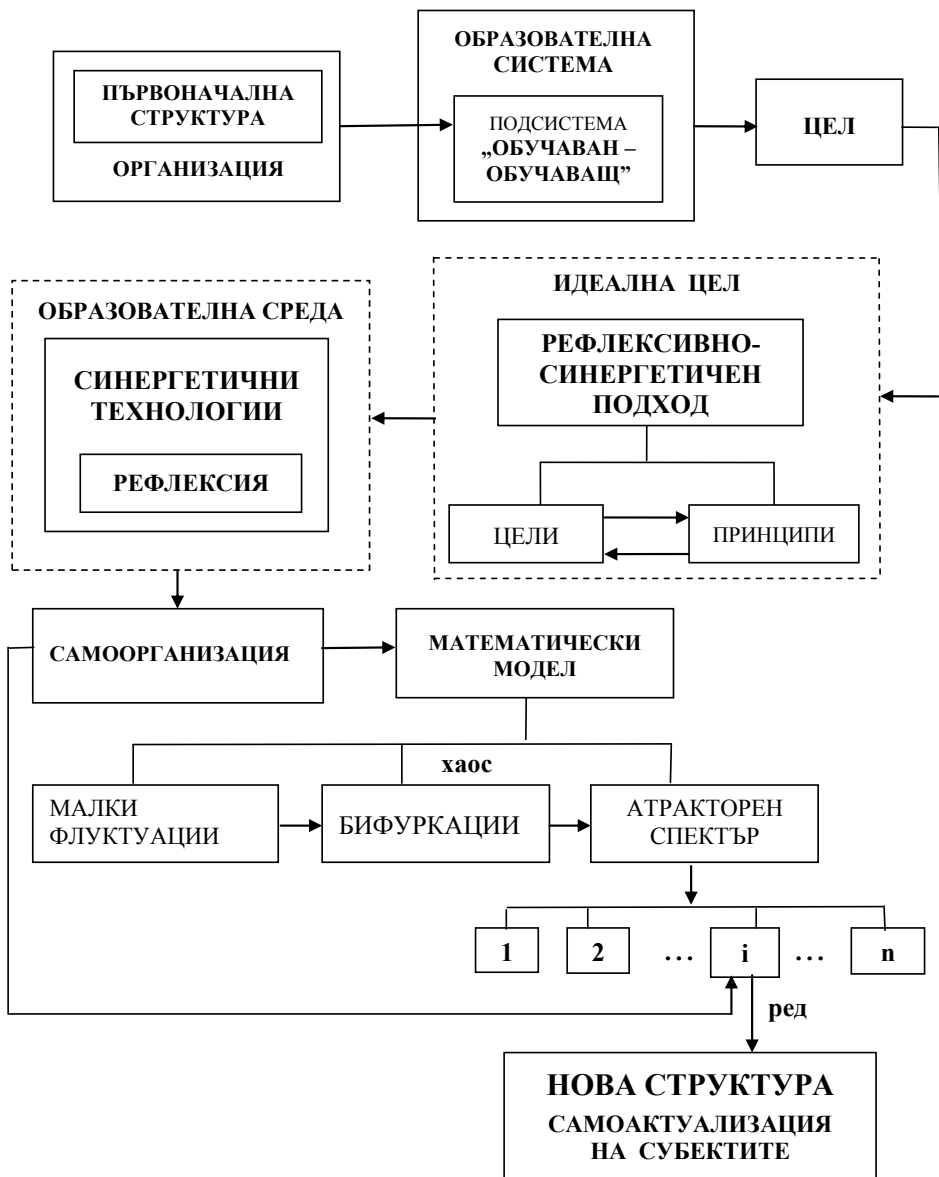 ПЪРВОНАЧАЛНА
СТРУКТУРА
ОРГАНИЗАЦИЯ
ОБРАЗОВАТЕЛНА
СИСТЕМА
ПОДСИСТЕМА
„ОБУЧАВАН –
ОБУЧАВАЩ”
ЦЕЛ
ОБРАЗОВАТЕЛНА СРЕДА
СИНЕРГЕТИЧНИ
ТЕХНОЛОГИИ
РЕФЛЕКСИЯ
ИДЕАЛНА ЦЕЛ
РЕФЛЕКСИВНО-
СИНЕРГЕТИЧЕН
ПОДХОД
ЦЕЛИ
ПРИНЦИПИ
САМООРГАНИЗАЦИЯ
МАТЕМАТИЧЕСКИ
МОДЕЛ
хаос
МАЛКИ
ФЛУКТУАЦИИ
БИФУРКАЦИИ
АТРАКТОРЕН
СПЕКТЪР
1 2 … i … n
ред
НОВА СТРУКТУРА
САМОАКТУАЛИЗАЦИЯ
НА СУБЕКТИТЕ